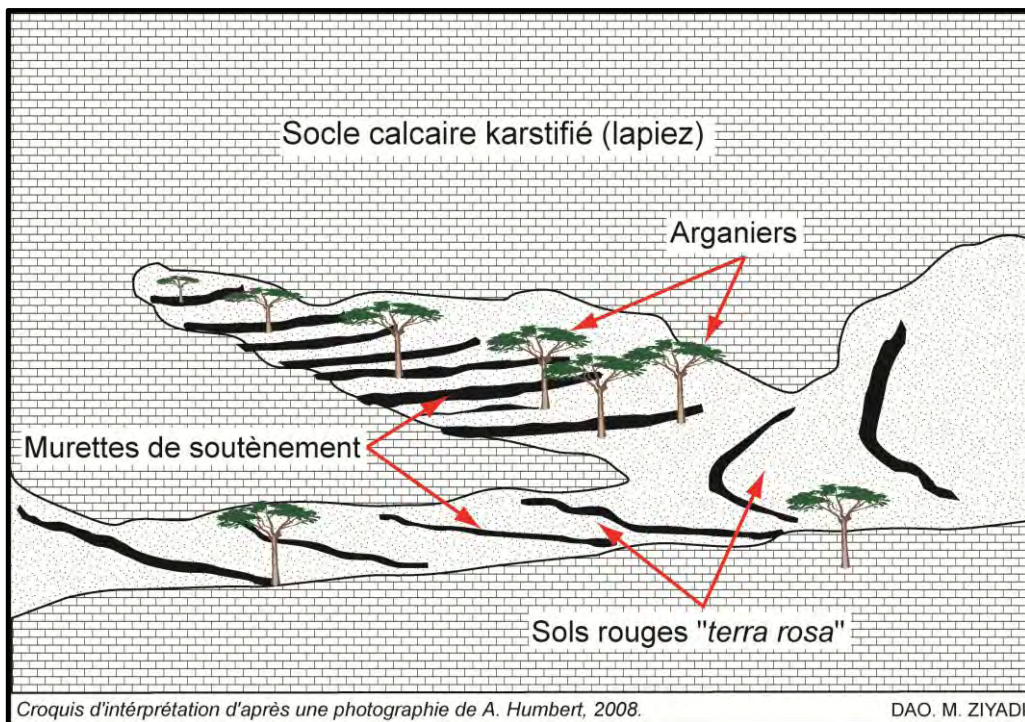 Socle calcaire karstifié (lapiez)
Arganiers
Murettes de soutènement
Sols rouges "terra rosa"
Croquis d'intérprétation d'après une photographie de A. Humbert, 2008.
DAO. M. ZIYADI